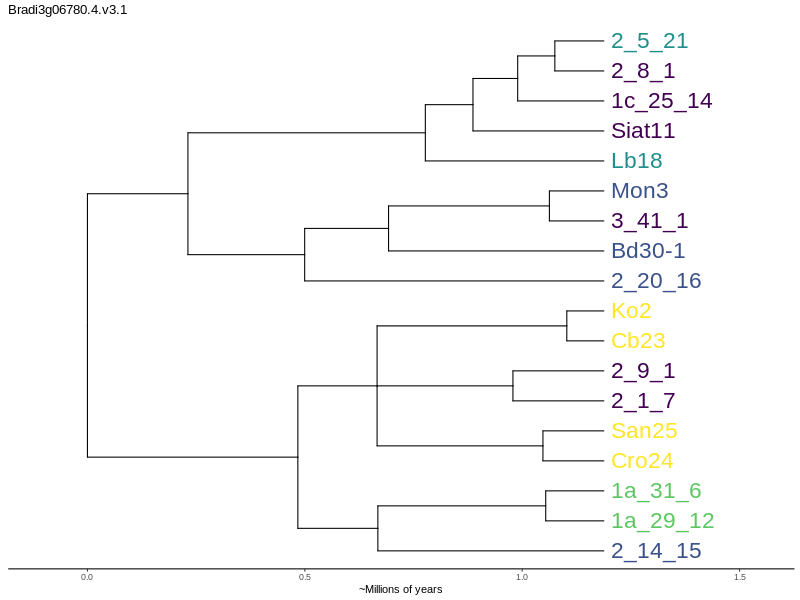 Bradi3g06780.4.v3.1
2_5_21
2_8_1
1c_25_14
Siat11
Lb18
Mon3
3_41_1
Bd30-1
2_20_16
Ko2
Cb23
2_9_1
2_1_7
San25
Cro24
1a_31_6
1a_29_12
2_14_15
0.0 0.5 1.0 1.5
~Millions of years